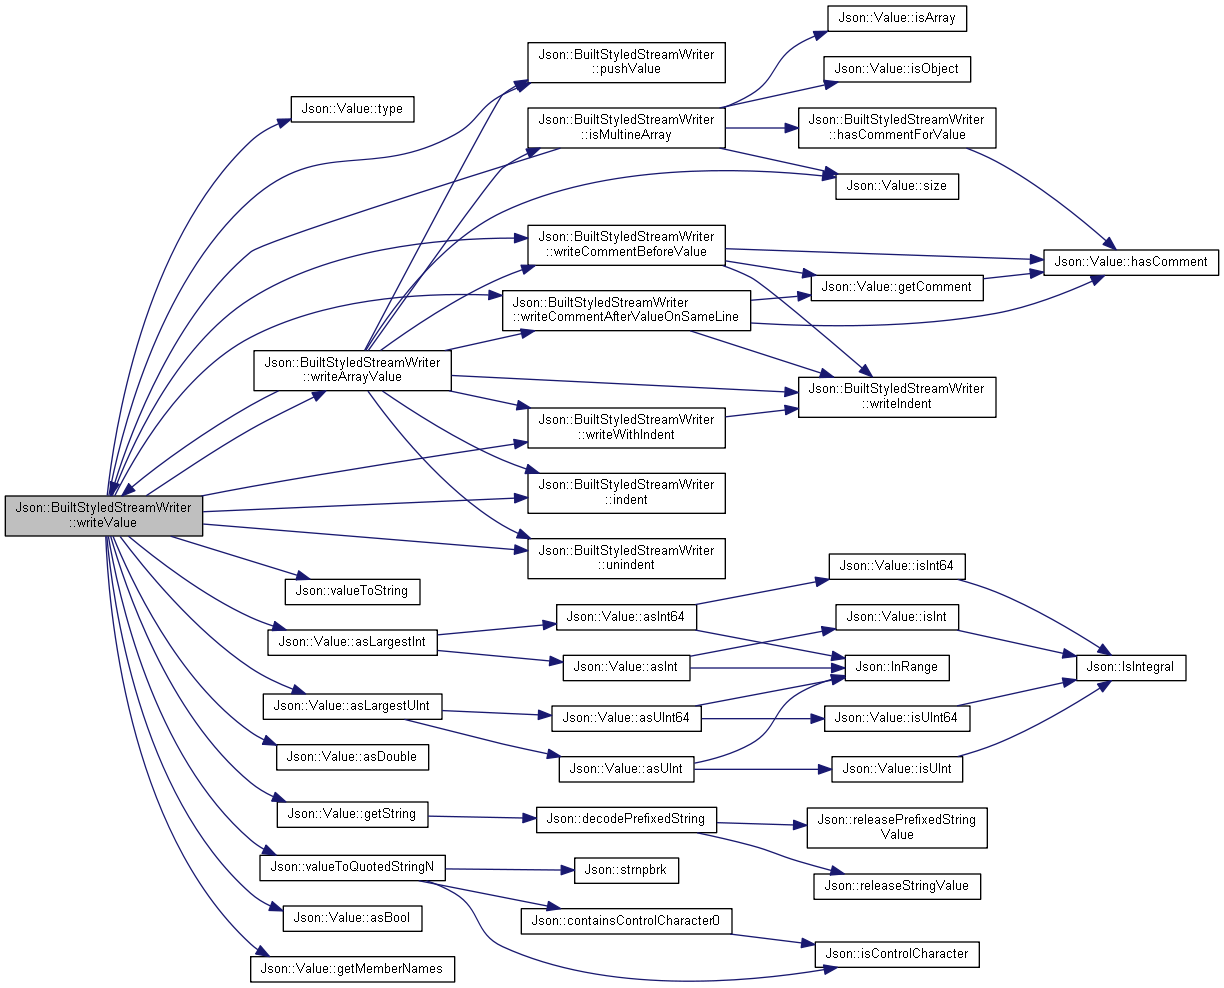 Json::Value::isArray
Json::BuiltStyledStreamWriter
::pushValue
Json::Value::isObject
Json::Value::type
Json::BuiltStyledStreamWriter
::isMultineArray
Json::BuiltStyledStreamWriter
::hasCommentForValue
Json::Value::size
Json::BuiltStyledStreamWriter
::writeCommentBeforeValue
Json::Value::hasComment
Json::Value::getComment
Json::BuiltStyledStreamWriter
::writeCommentAfterValueOnSameLine
Json::BuiltStyledStreamWriter
::writeArrayValue
Json::BuiltStyledStreamWriter
::writeIndent
Json::BuiltStyledStreamWriter
::writeWithIndent
Json::BuiltStyledStreamWriter
::indent
Json::BuiltStyledStreamWriter
::writeValue
Json::BuiltStyledStreamWriter
::unindent
Json::Value::isInt64
Json::valueToString
Json::Value::asInt64
Json::Value::isInt
Json::Value::asLargestInt
Json::Value::asInt
Json::InRange
Json::IsIntegral
Json::Value::asLargestUInt
Json::Value::asUInt64
Json::Value::isUInt64
Json::Value::asDouble
Json::Value::asUInt
Json::Value::isUInt
Json::Value::getString
Json::decodePrefixedString
Json::releasePrefixedString
Value
Json::valueToQuotedStringN
Json::strnpbrk
Json::releaseStringValue
Json::Value::asBool
Json::containsControlCharacter0
Json::isControlCharacter
Json::Value::getMemberNames